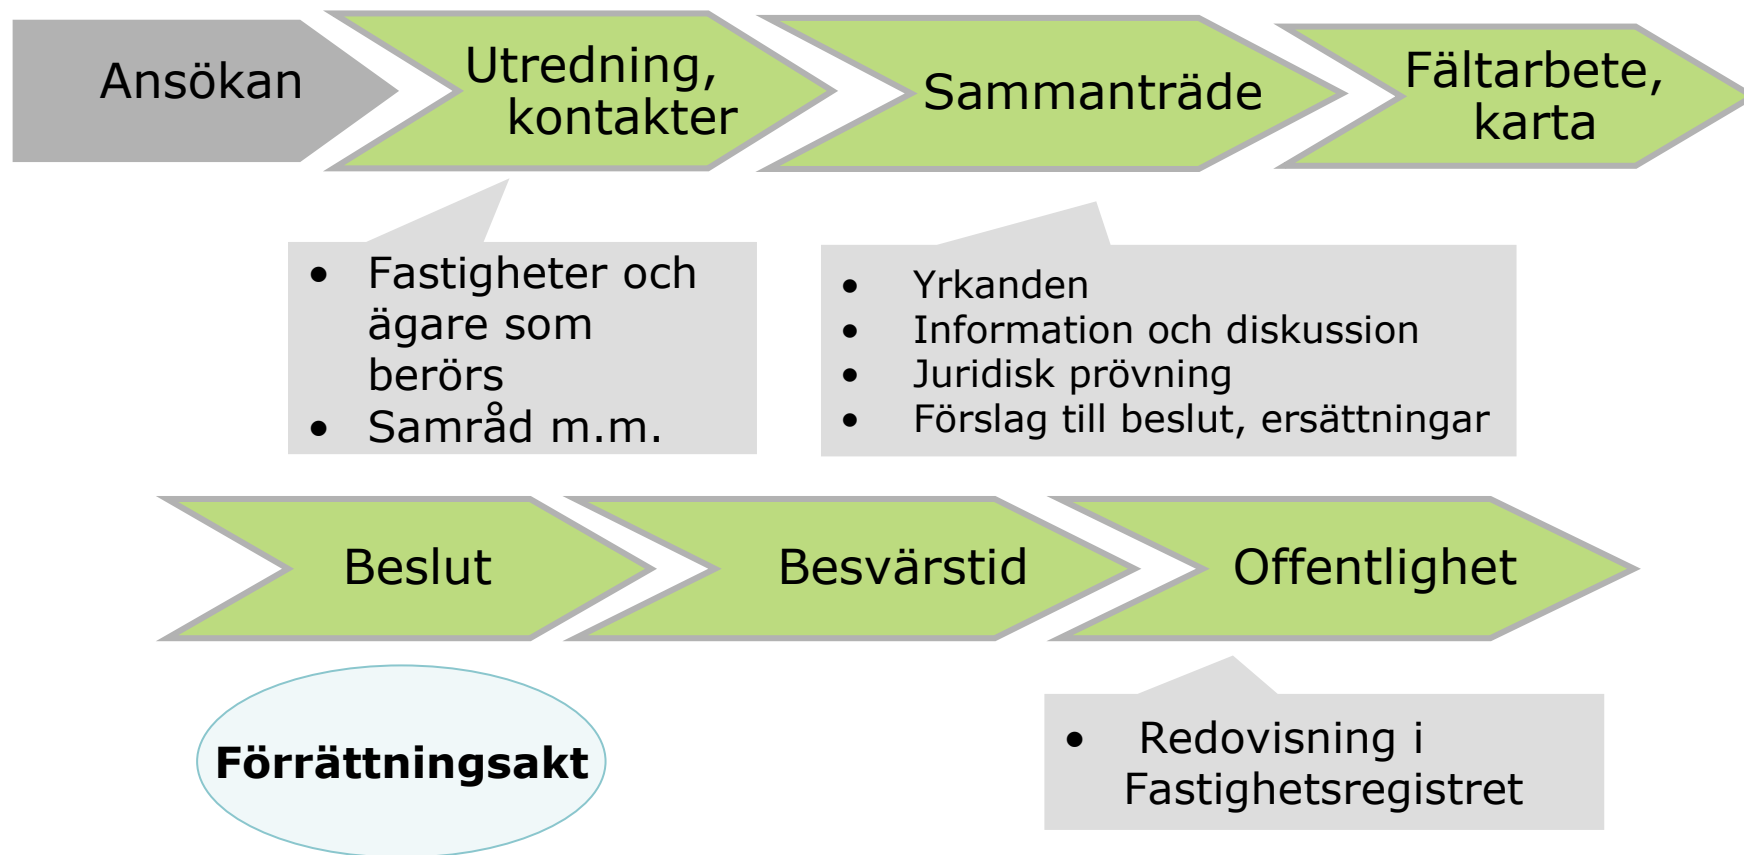 Ansökan
Utredning,
kontakter
Sammanträde
Fältarbete,
karta
• Fastigheter och
ägare som
berörs
• Samråd m.m.
• Yrkanden
• Information och diskussion
• Juridisk prövning
• Förslag till beslut, ersättningar
Beslut
Besvärstid
Offentlighet
Förrättningsakt
• Redovisning i
Fastighetsregistret